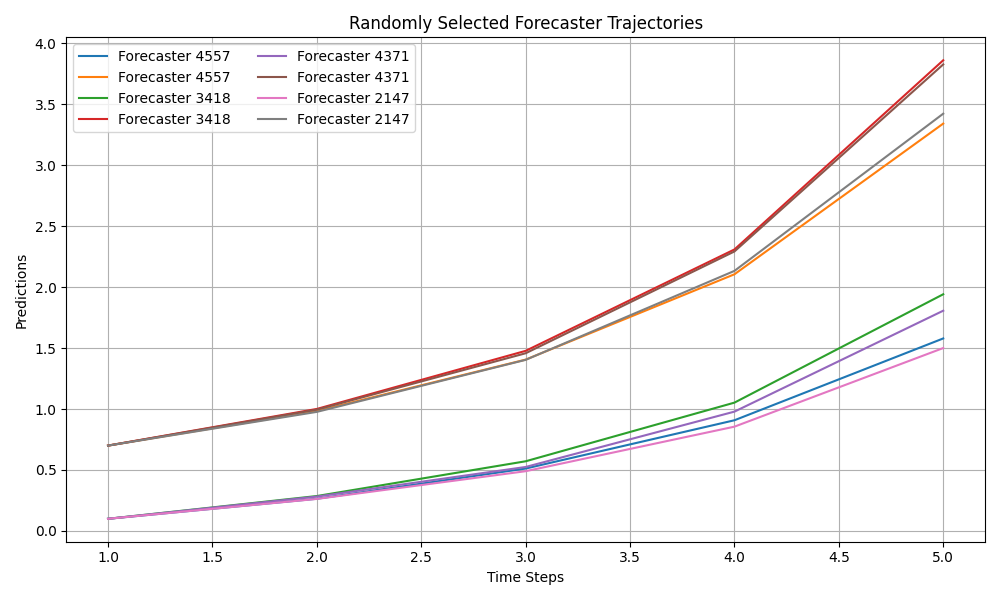 Randomly Selected Forecaster Trajectories
Forecaster 4557
Forecaster 4557
Forecaster 3418
Forecaster 3418
Forecaster 4371
Forecaster 4371
Forecaster 2147
Forecaster 2147
Predictions
4.0
3.5
3.0
2.5
2.0
1.5
1.0
0.5
0.0
1.0 1.5 2.0 2.5 3.0 3.5 4.0 4.5 5.0
Time Steps